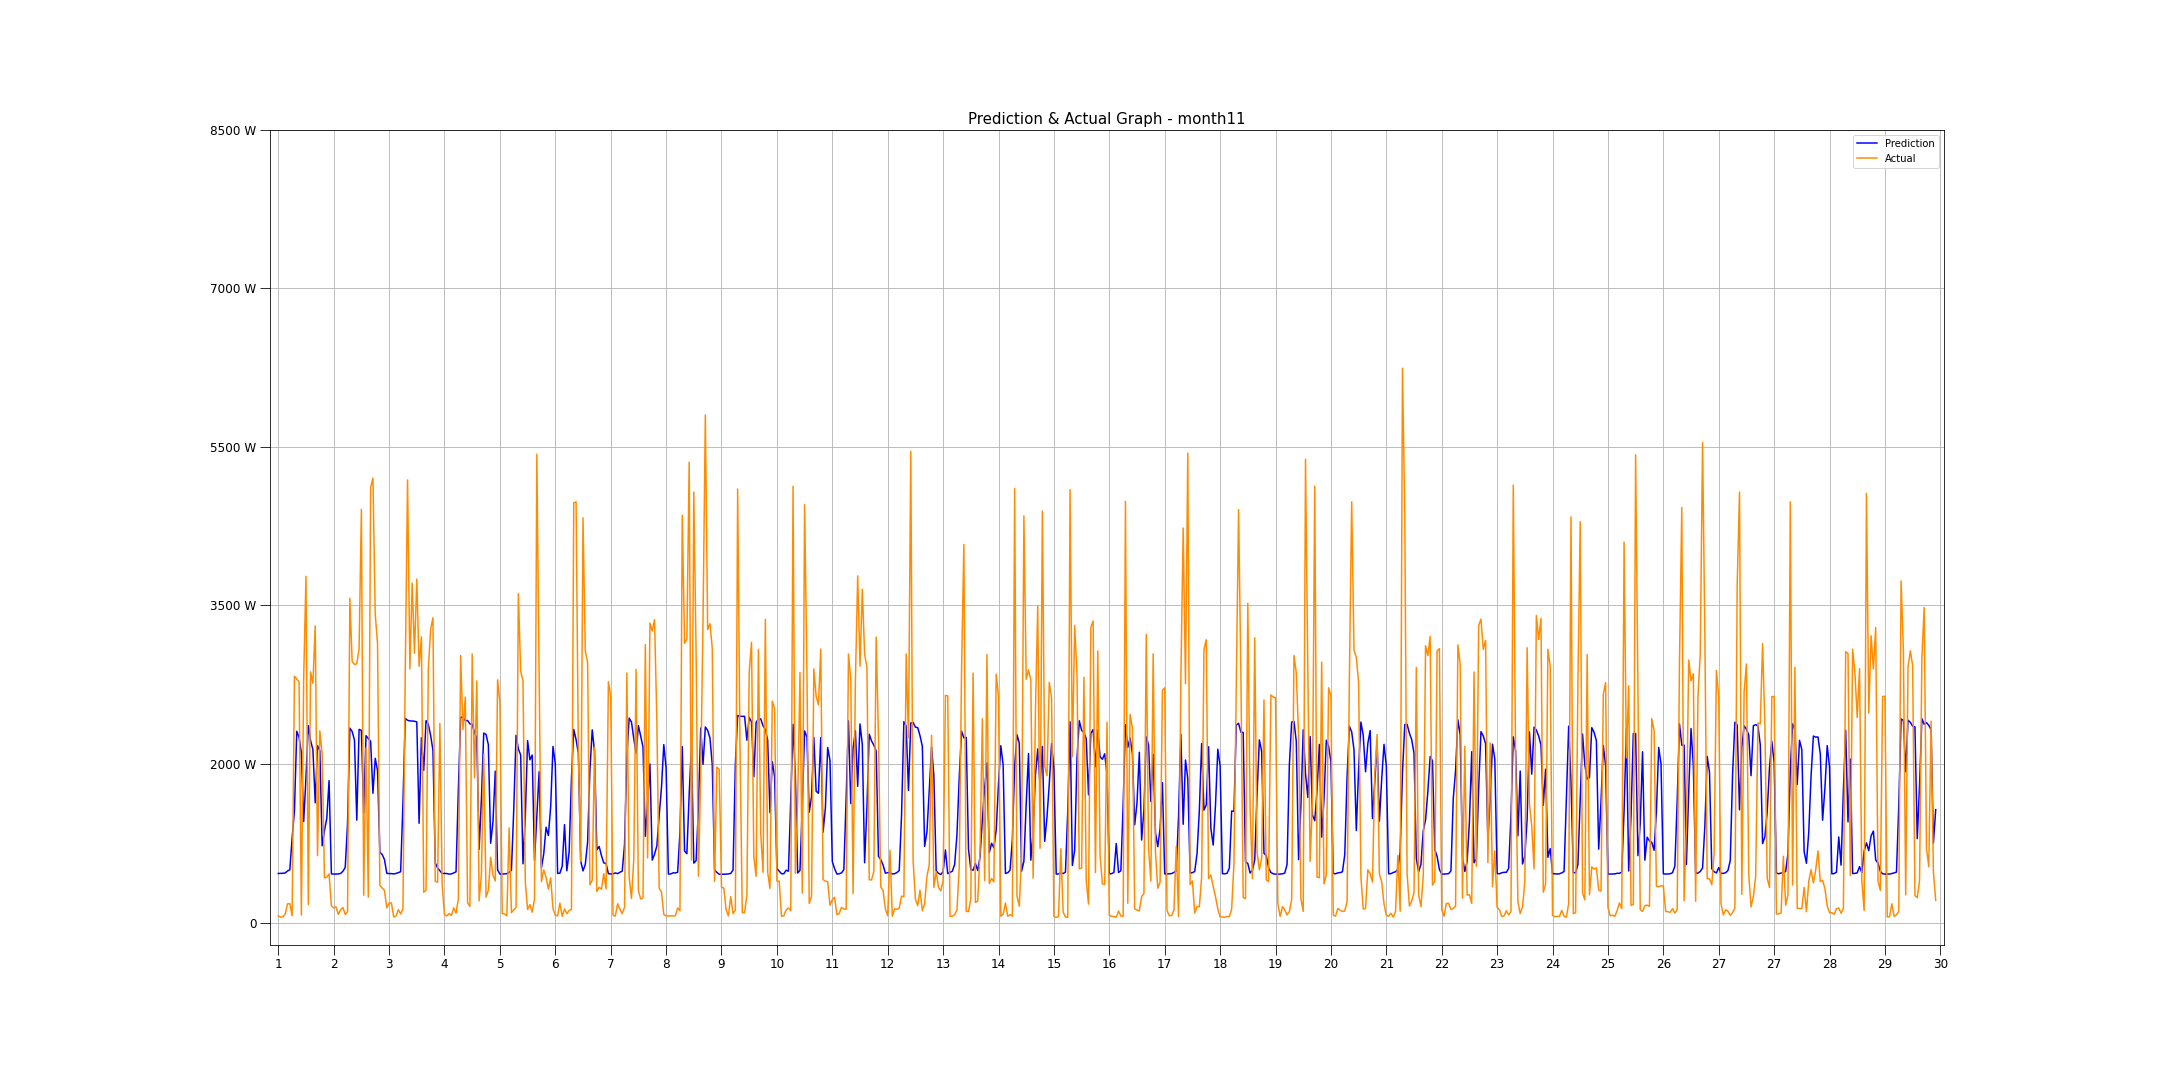 Prediction & Actual Graph - month11
8500 W
Prediction
Actual
7000 W
5500 W
3500 W
2000 W
0
1 2 3 4 5 6 7 8 9 10 11 12 13 14 15 16 17 18 19 20 21 22 23 24 25 26 27 27 28 29 30